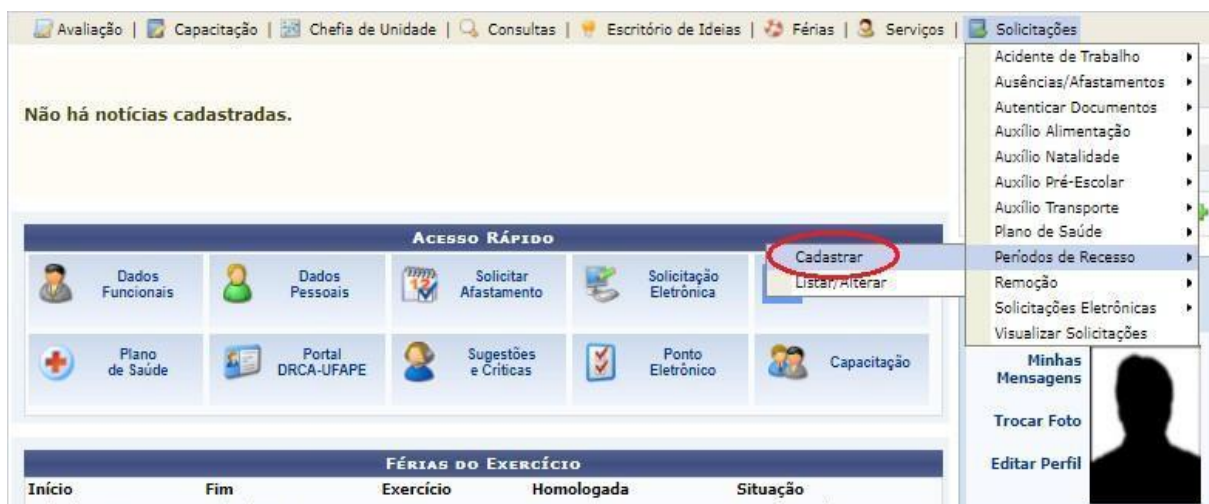 Avaliação | Capacitação | Chefia de Unidade | Consultas | Escritório de Ideias | Férias | Serviços | Solicitações
Acidente de Trabalho
Ausências/Afastamentos
Autenticar Documentos
Auxílio Alimentação
Auxílio Natalidade
Auxílio Pré-Escolar
Auxílio Transporte
Plano de Saúde
Períodos de Recesso
Remoção
Solicitações Eletrônicas
Visualizar Solicitações
Cadastrar
Listar/Alterar
Não há notícias cadastradas.
Acesso Rápido
Dados
Funcionais
Dados
Pessoais
Solicitar
Afastamento
Solicitação
Eletrônica
Plano
de Saúde
Portal
DRCA-UFAPE
Sugestões
e Críticas
Ponto
Eletrônico
Capacitação
Minhas
Mensagens
Trocar Foto
Editar Perfil
Férias do Exercício
Início Fim Exercício Homologada Situação